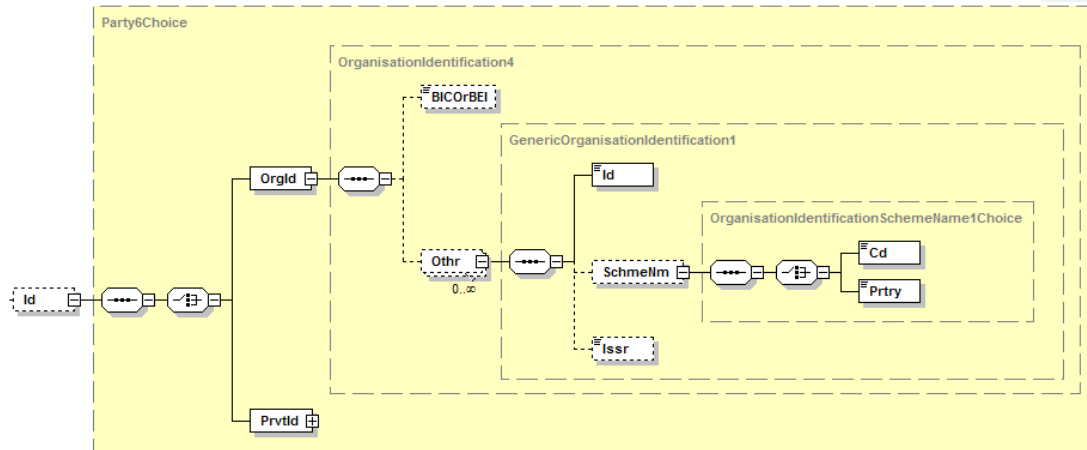 Party6Choice
OrganisationIdentification4
BICOrBEI
GenericOrganisationIdentification1
OrgId
Id
OrganisationIdentificationSchemeName1Choice
Cd
Othr
0..∞
SchmeNm
Prtry
Id
Issr
PrvtId